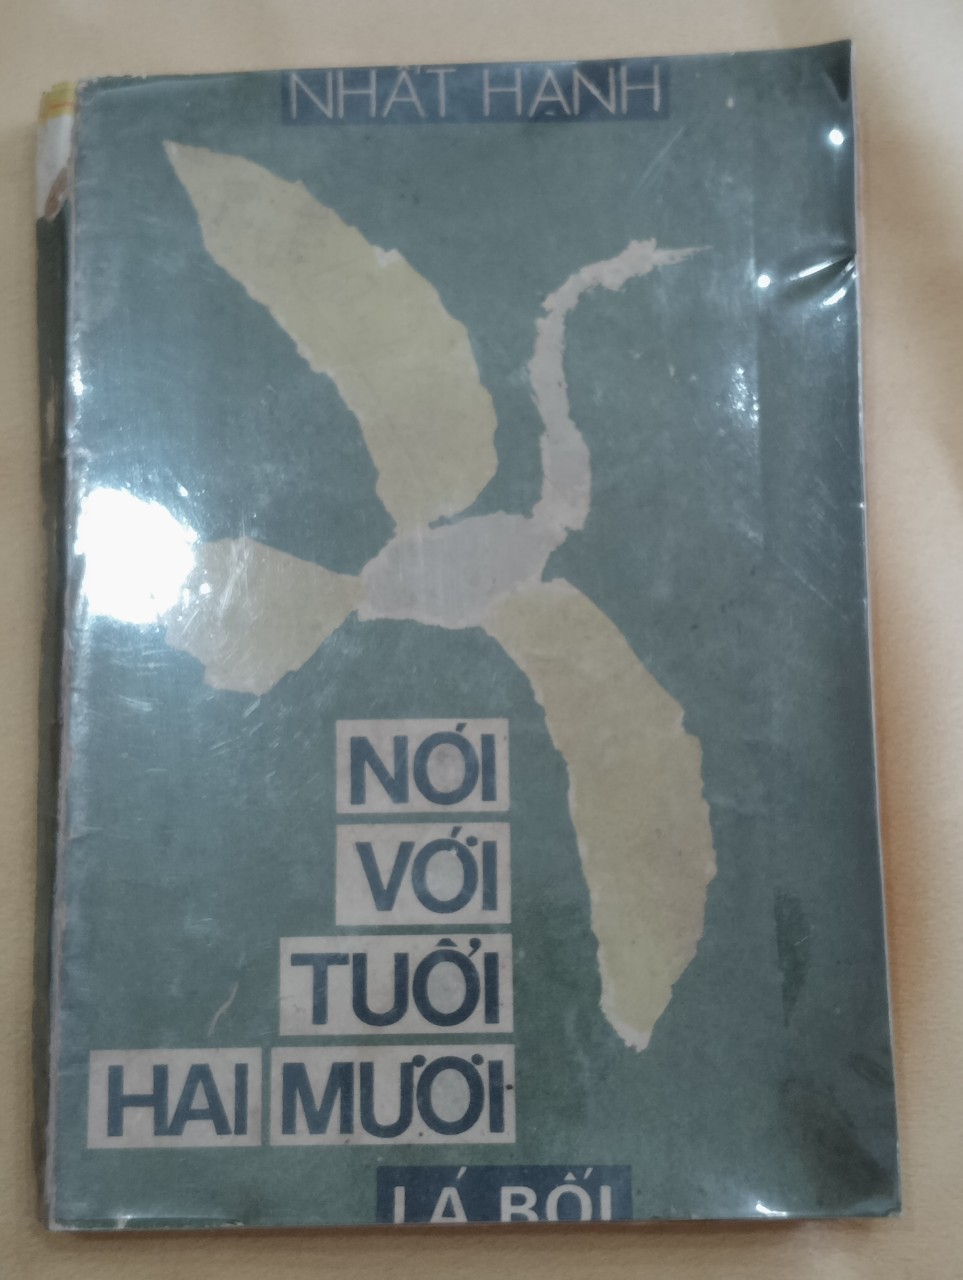 NHẤT HẠNH
NÓI
VỚI
TUỔI
HAI MƯƠI
LÁ BỐI